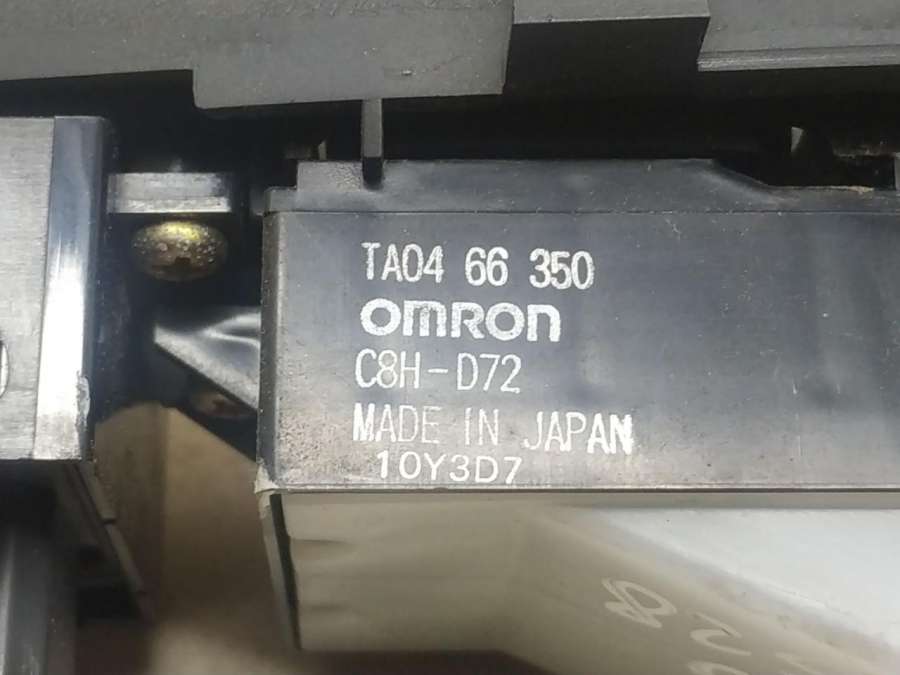 TA04 66 350
OMRON
C8H-D72
MADE IN JAPAN
10Y3D7